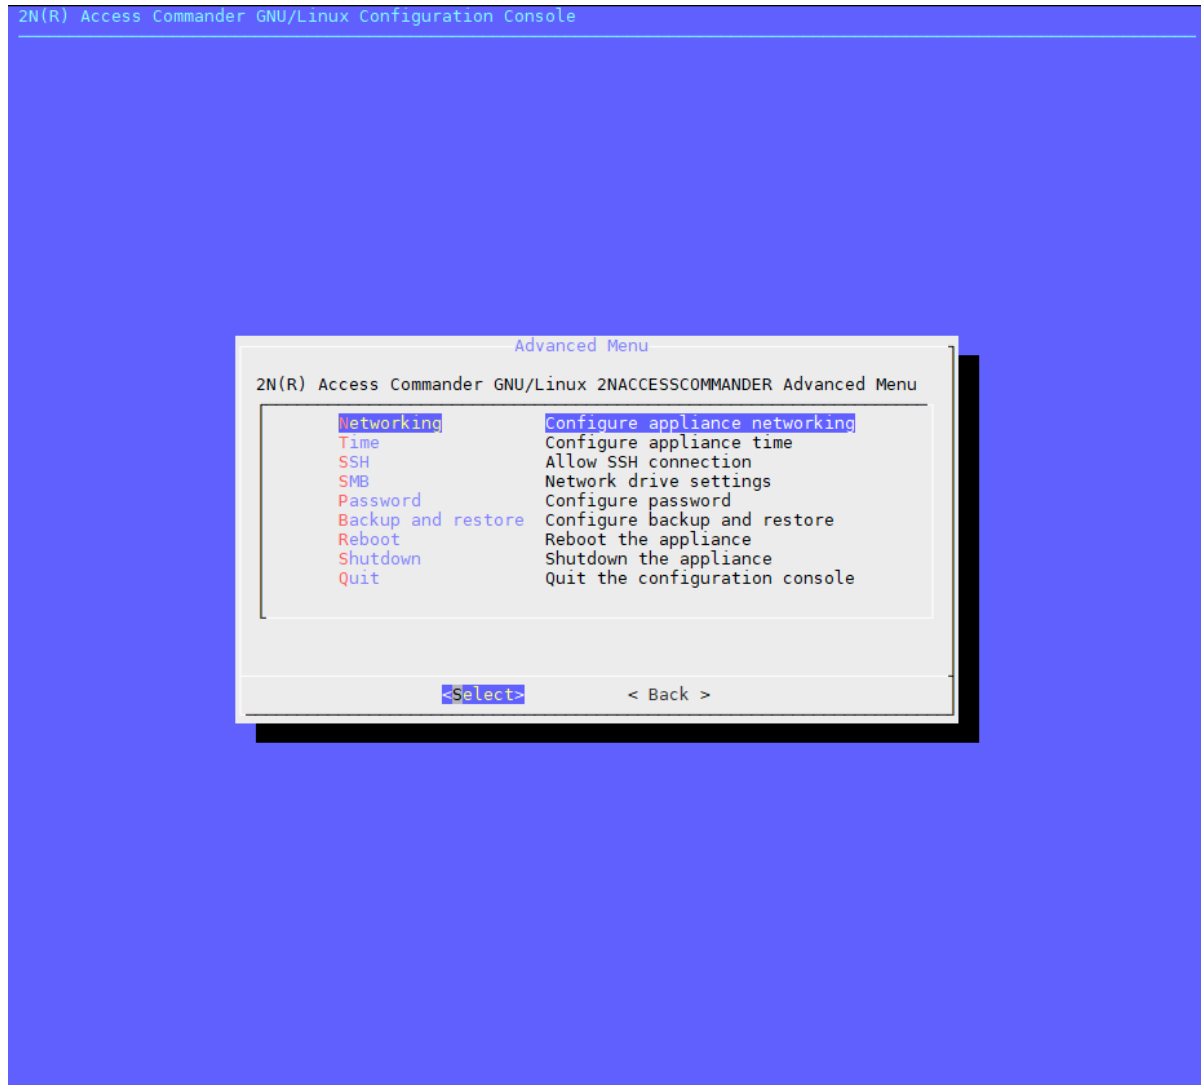 2N(R) Access Commander GNU/Linux Configuration Console
Advanced Menu
2N(R) Access Commander GNU/Linux 2NACCESSCOMMANDER Advanced Menu
Networking Configure appliance networking
Time Configure appliance time
SSH Allow SSH connection
SMB Network drive settings
Password Configure password
Backup and restore Configure backup and restore
Reboot Reboot the appliance
Shutdown Shutdown the appliance
Quit Quit the configuration console
<Select> < Back >